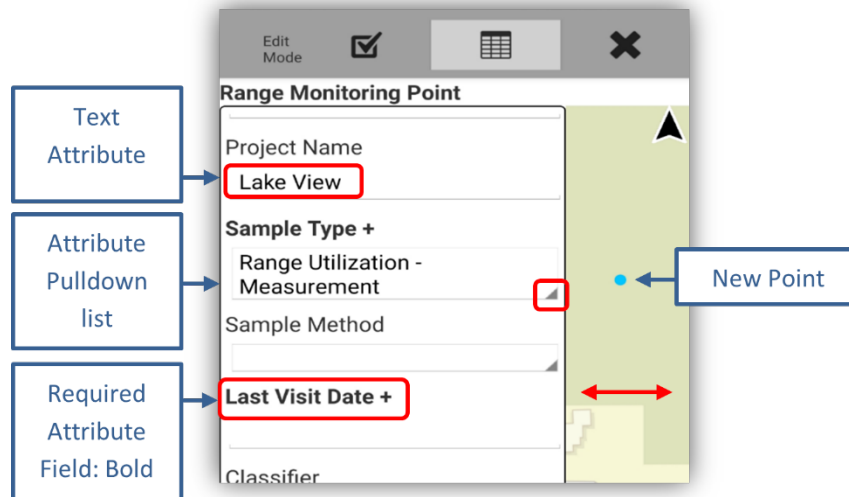 Edit
Mode
Range Monitoring Point
Text
Attribute
Project Name
Lake View
Sample Type +
Attribute
Pulldown
list
Range Utilization -
Measurement
New Point
Sample Method
Required
Attribute
Field: Bold
Last Visit Date +
Classifier